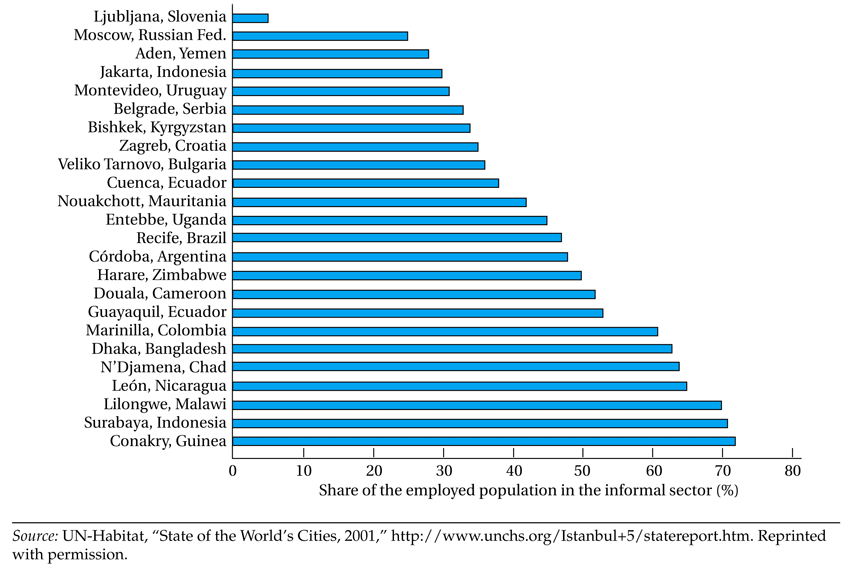 Ljubljana, Slovenia
Moscow, Russian Fed.
Aden, Yemen
Jakarta, Indonesia
Montevideo, Uruguay
Belgrade, Serbia
Bishkek, Kyrgyzstan
Zagreb, Croatia
Veliko Tarnovo, Bulgaria
Cuenca, Ecuador
Nouakchott, Mauritania
Entebbe, Uganda
Recife, Brazil
Córdoba, Argentina
Harare, Zimbabwe
Douala, Cameroon
Guayaquil, Ecuador
Marinilla, Colombia
Dhaka, Bangladesh
N’Djamena, Chad
León, Nicaragua
Lilongwe, Malawi
Surabaya, Indonesia
Conakry, Guinea
0 10 20 30 40 50 60 70 80
Share of the employed population in the informal sector (%)
Source: UN-Habitat, “State of the World’s Cities, 2001,” http://www.unchs.org/Istanbul+5/statereport.htm. Reprinted
with permission.